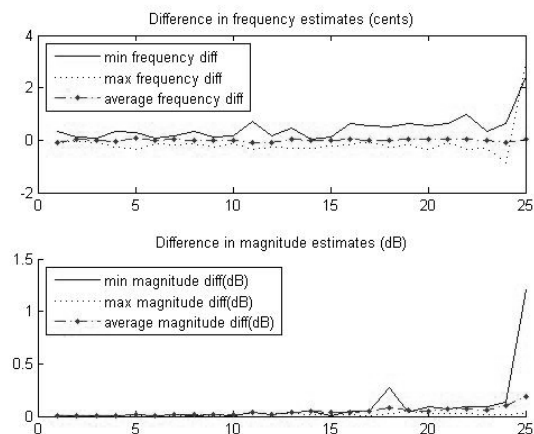 Difference in frequency estimates (cents)
4
2
0
-2
min frequency diff
max frequency diff
average frequency diff
0 5 10 15 20 25
Difference in magnitude estimates (dB)
1.5
1
0.5
0
min magnitude diff(dB)
max magnitude diff(dB)
average magnitude diff(dB)
0 5 10 15 20 25